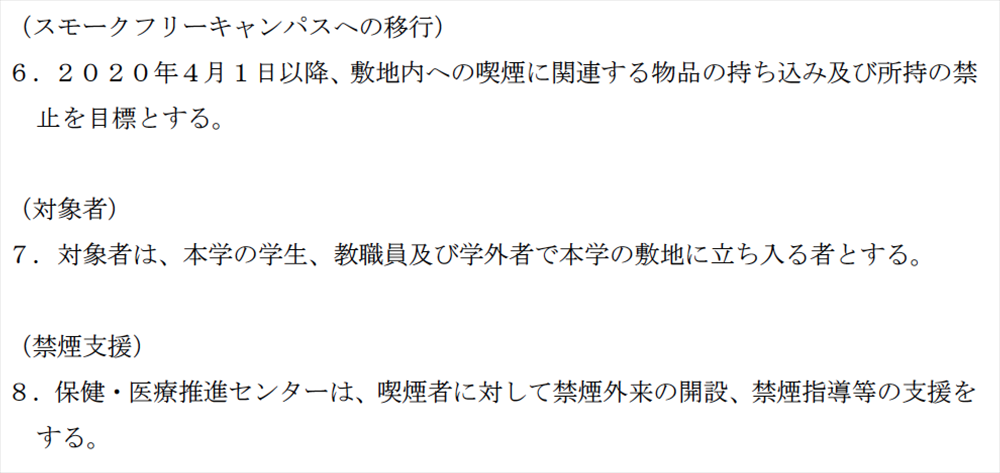 （スモークフリーキャンパスへの移行）
６．２０２０年４月１日以降、敷地内への喫煙に関連する物品の持ち込み及び所持の禁
止を目標とする。
（対象者）
７．対象者は、本学の学生、教職員及び学外者で本学の敷地に立ち入る者とする。
（禁煙支援）
８．保健・医療推進センターは、喫煙者に対して禁煙外来の開設、禁煙指導等の支援を
する。